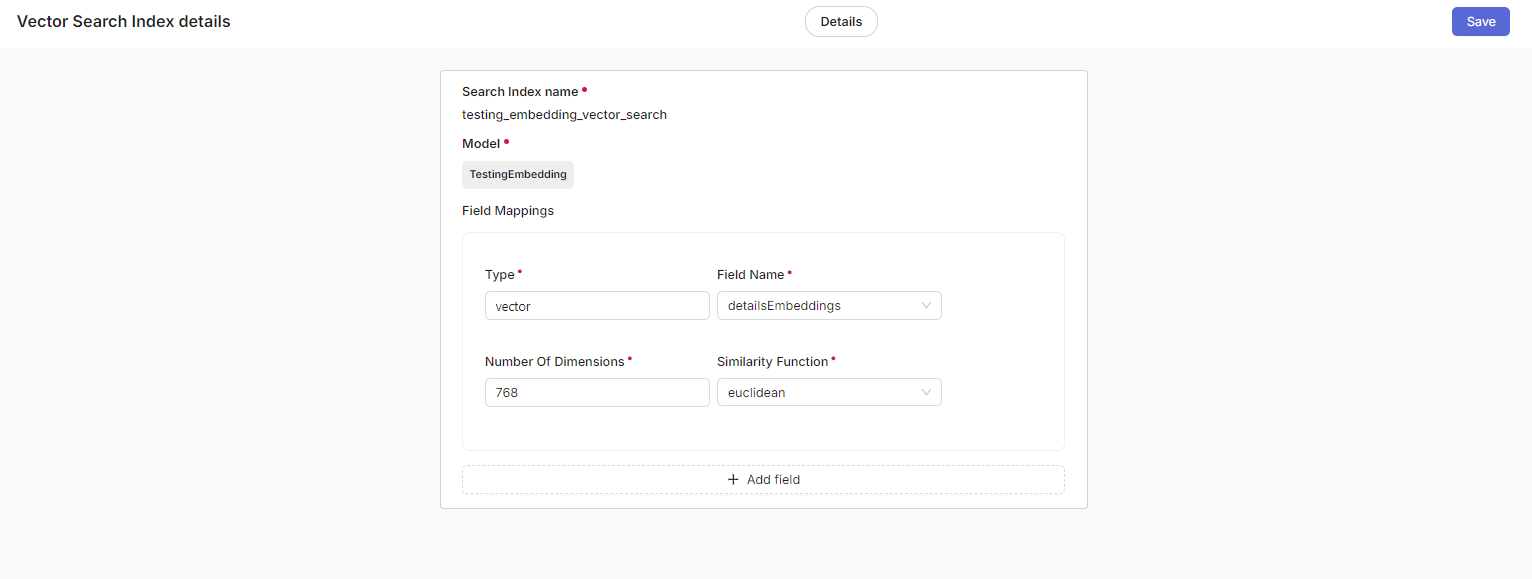 Vector Search Index details
Details
Save
Search Index name
testing_embedding_vector_search
Model
TestingEmbedding
Field Mappings
Type
Field Name
vector
detailsEmbeddings
Number Of Dimensions
Similarity Function
768
euclidean
+ Add field